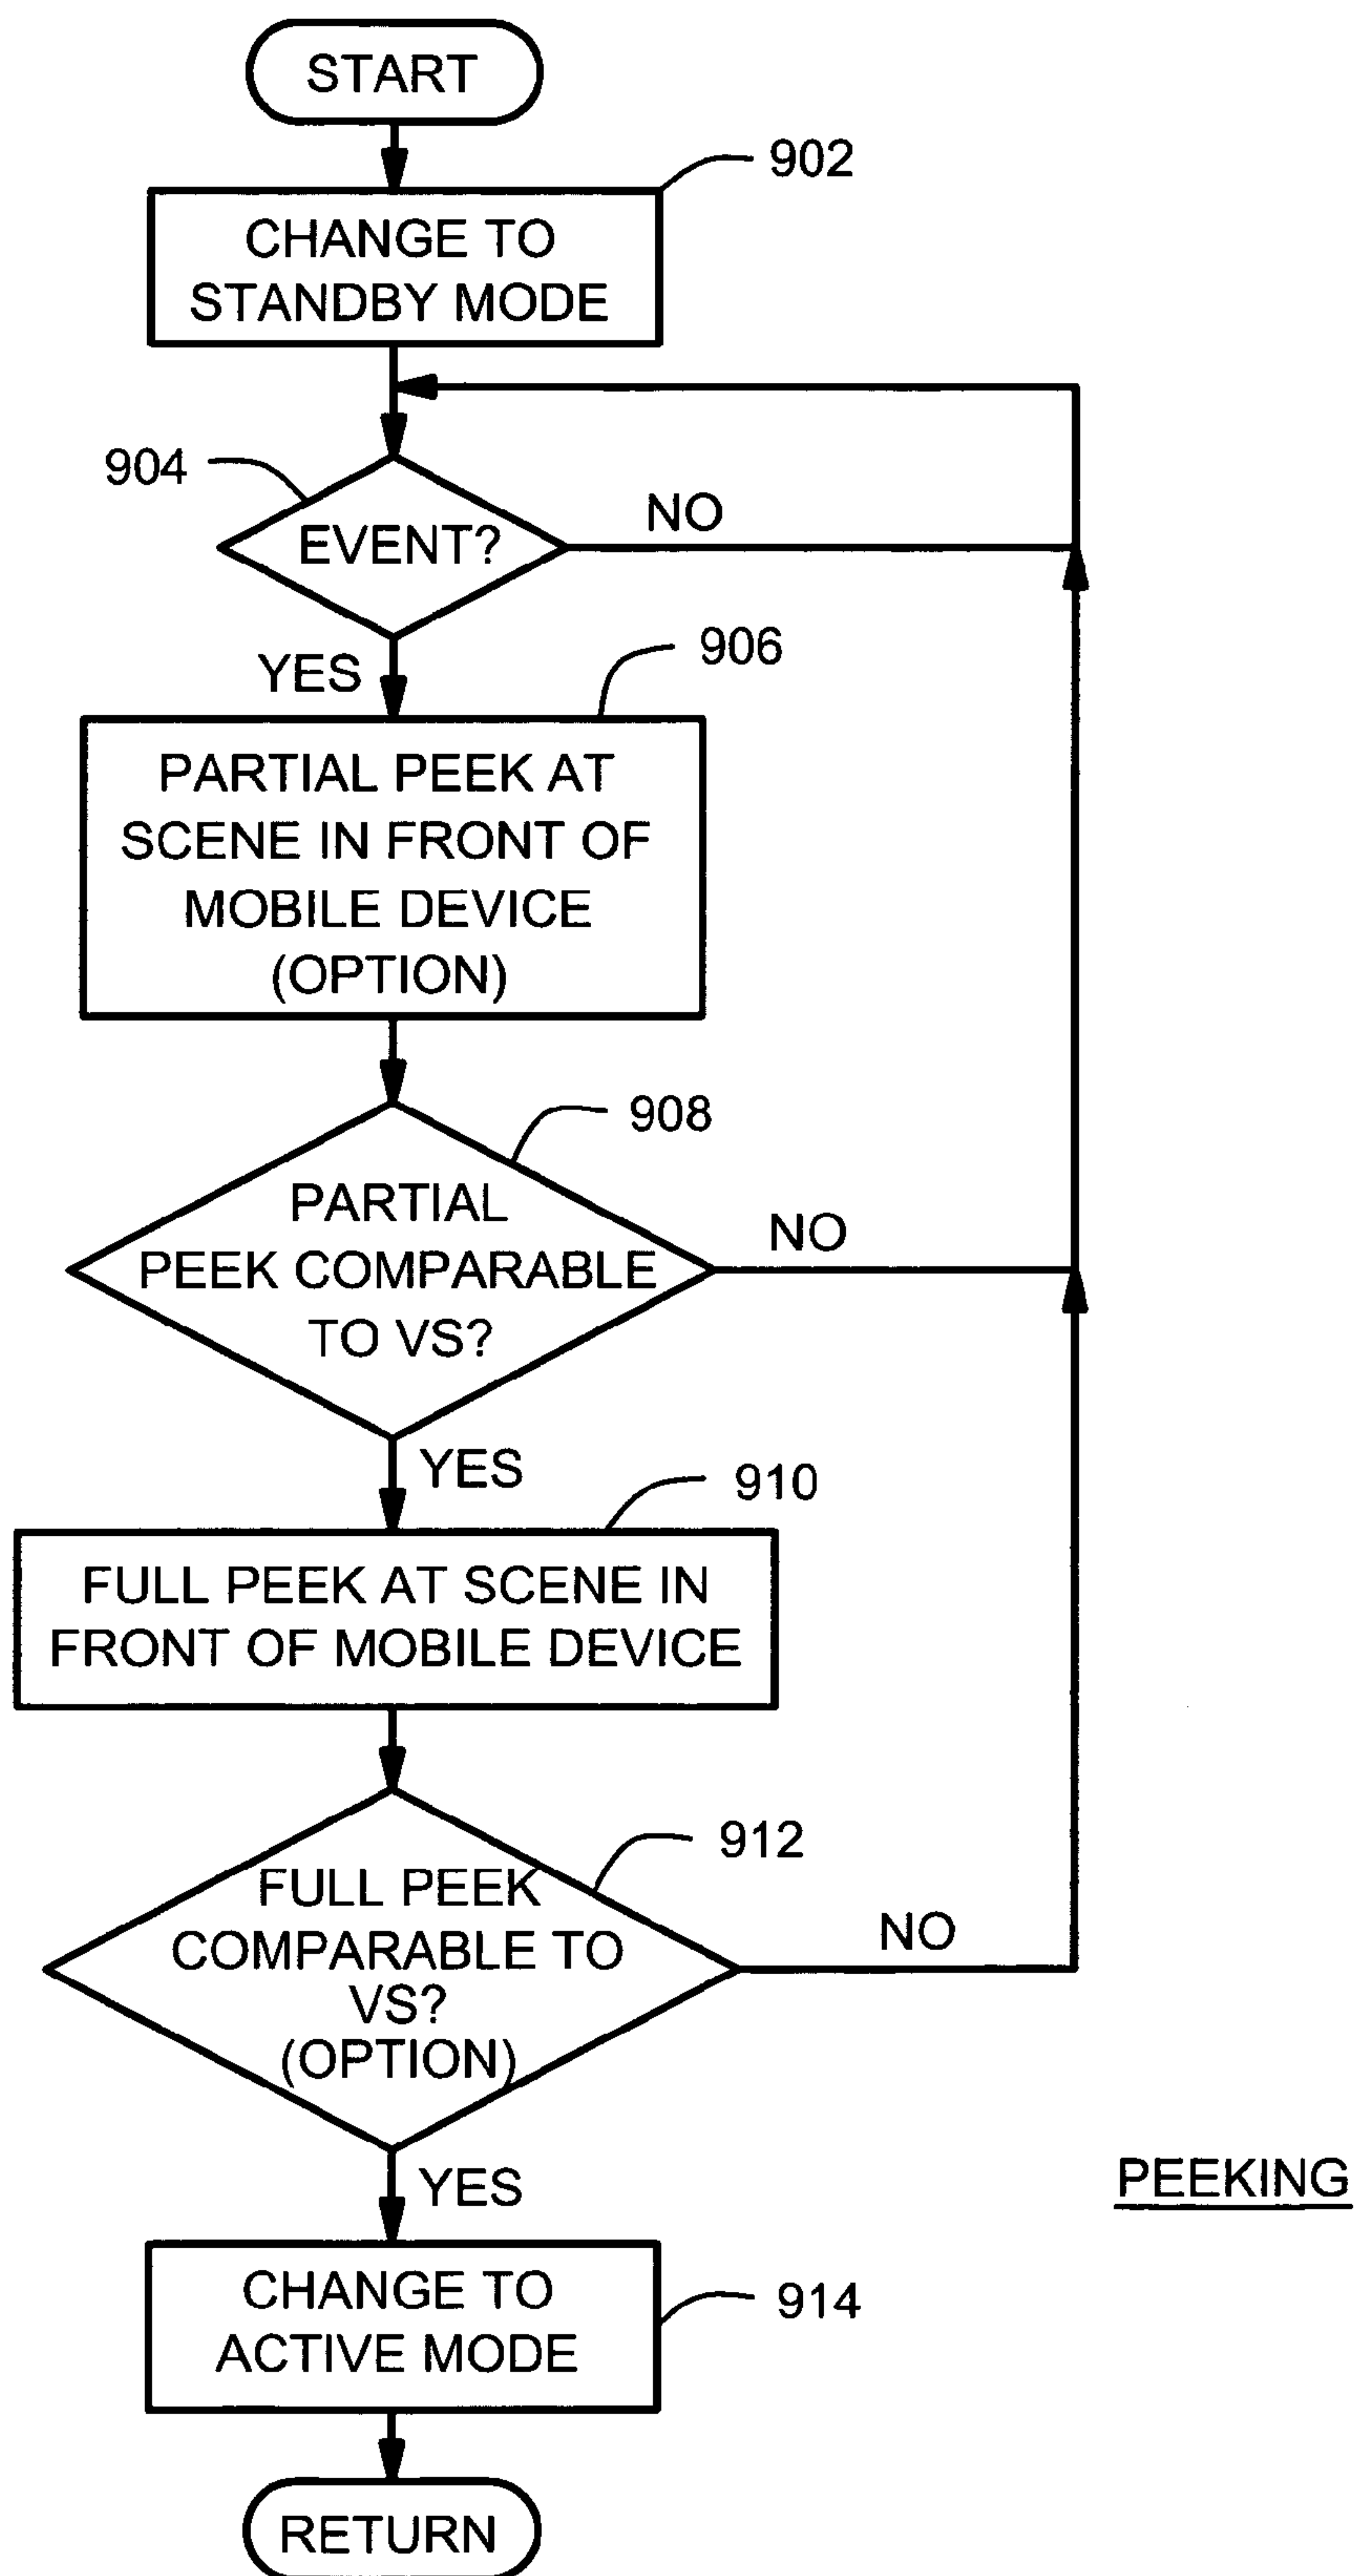 START
902
CHANGE TO
STANDBY MODE
904
EVENT?
NO
YES
906
PARTIAL PEEK AT
SCENE IN FRONT OF
MOBILE DEVICE
(OPTION)
908
PARTIAL
PEEK COMPARABLE
TO VS?
NO
YES
910
FULL PEEK AT SCENE IN
FRONT OF MOBILE DEVICE
912
FULL PEEK
COMPARABLE TO
VS?
(OPTION)
NO
YES
PEEKING
CHANGE TO
ACTIVE MODE
914
RETURN